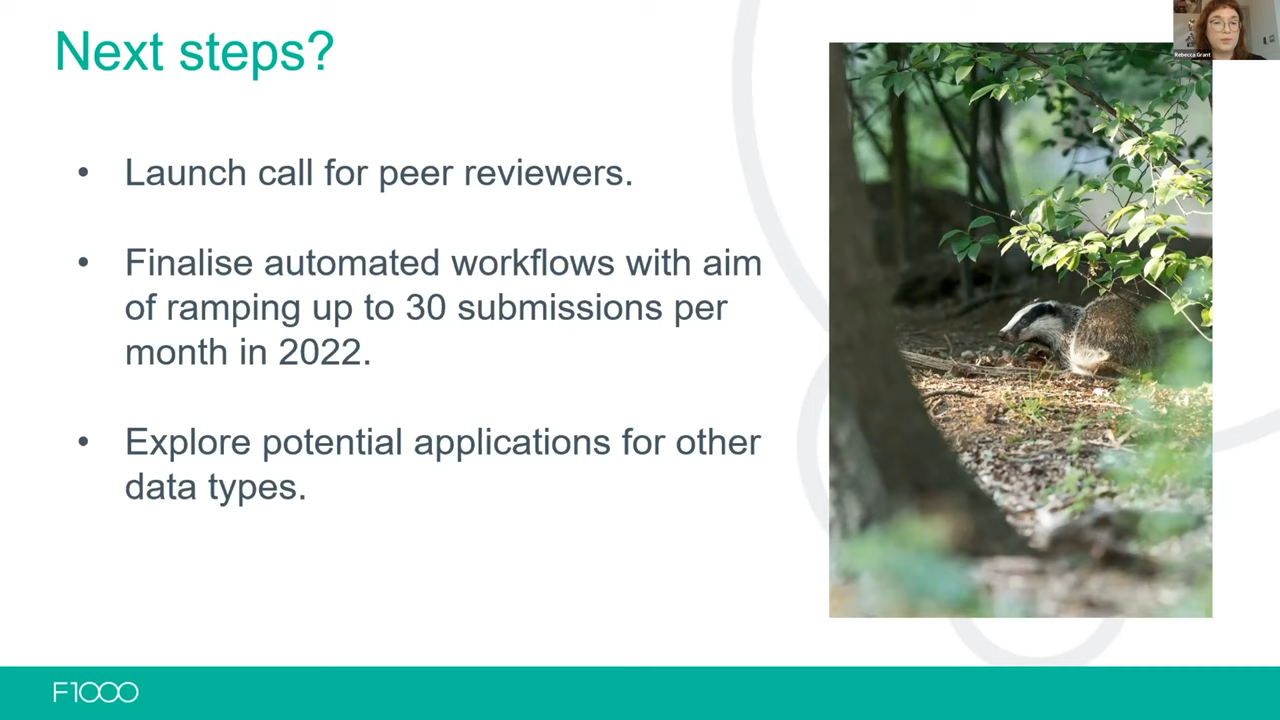 Next steps?
Rebecca Grant
• Launch call for peer reviewers.
• Finalise automated workflows with aim
of ramping up to 30 submissions per
month in 2022.
• Explore potential applications for other
data types.
F1000